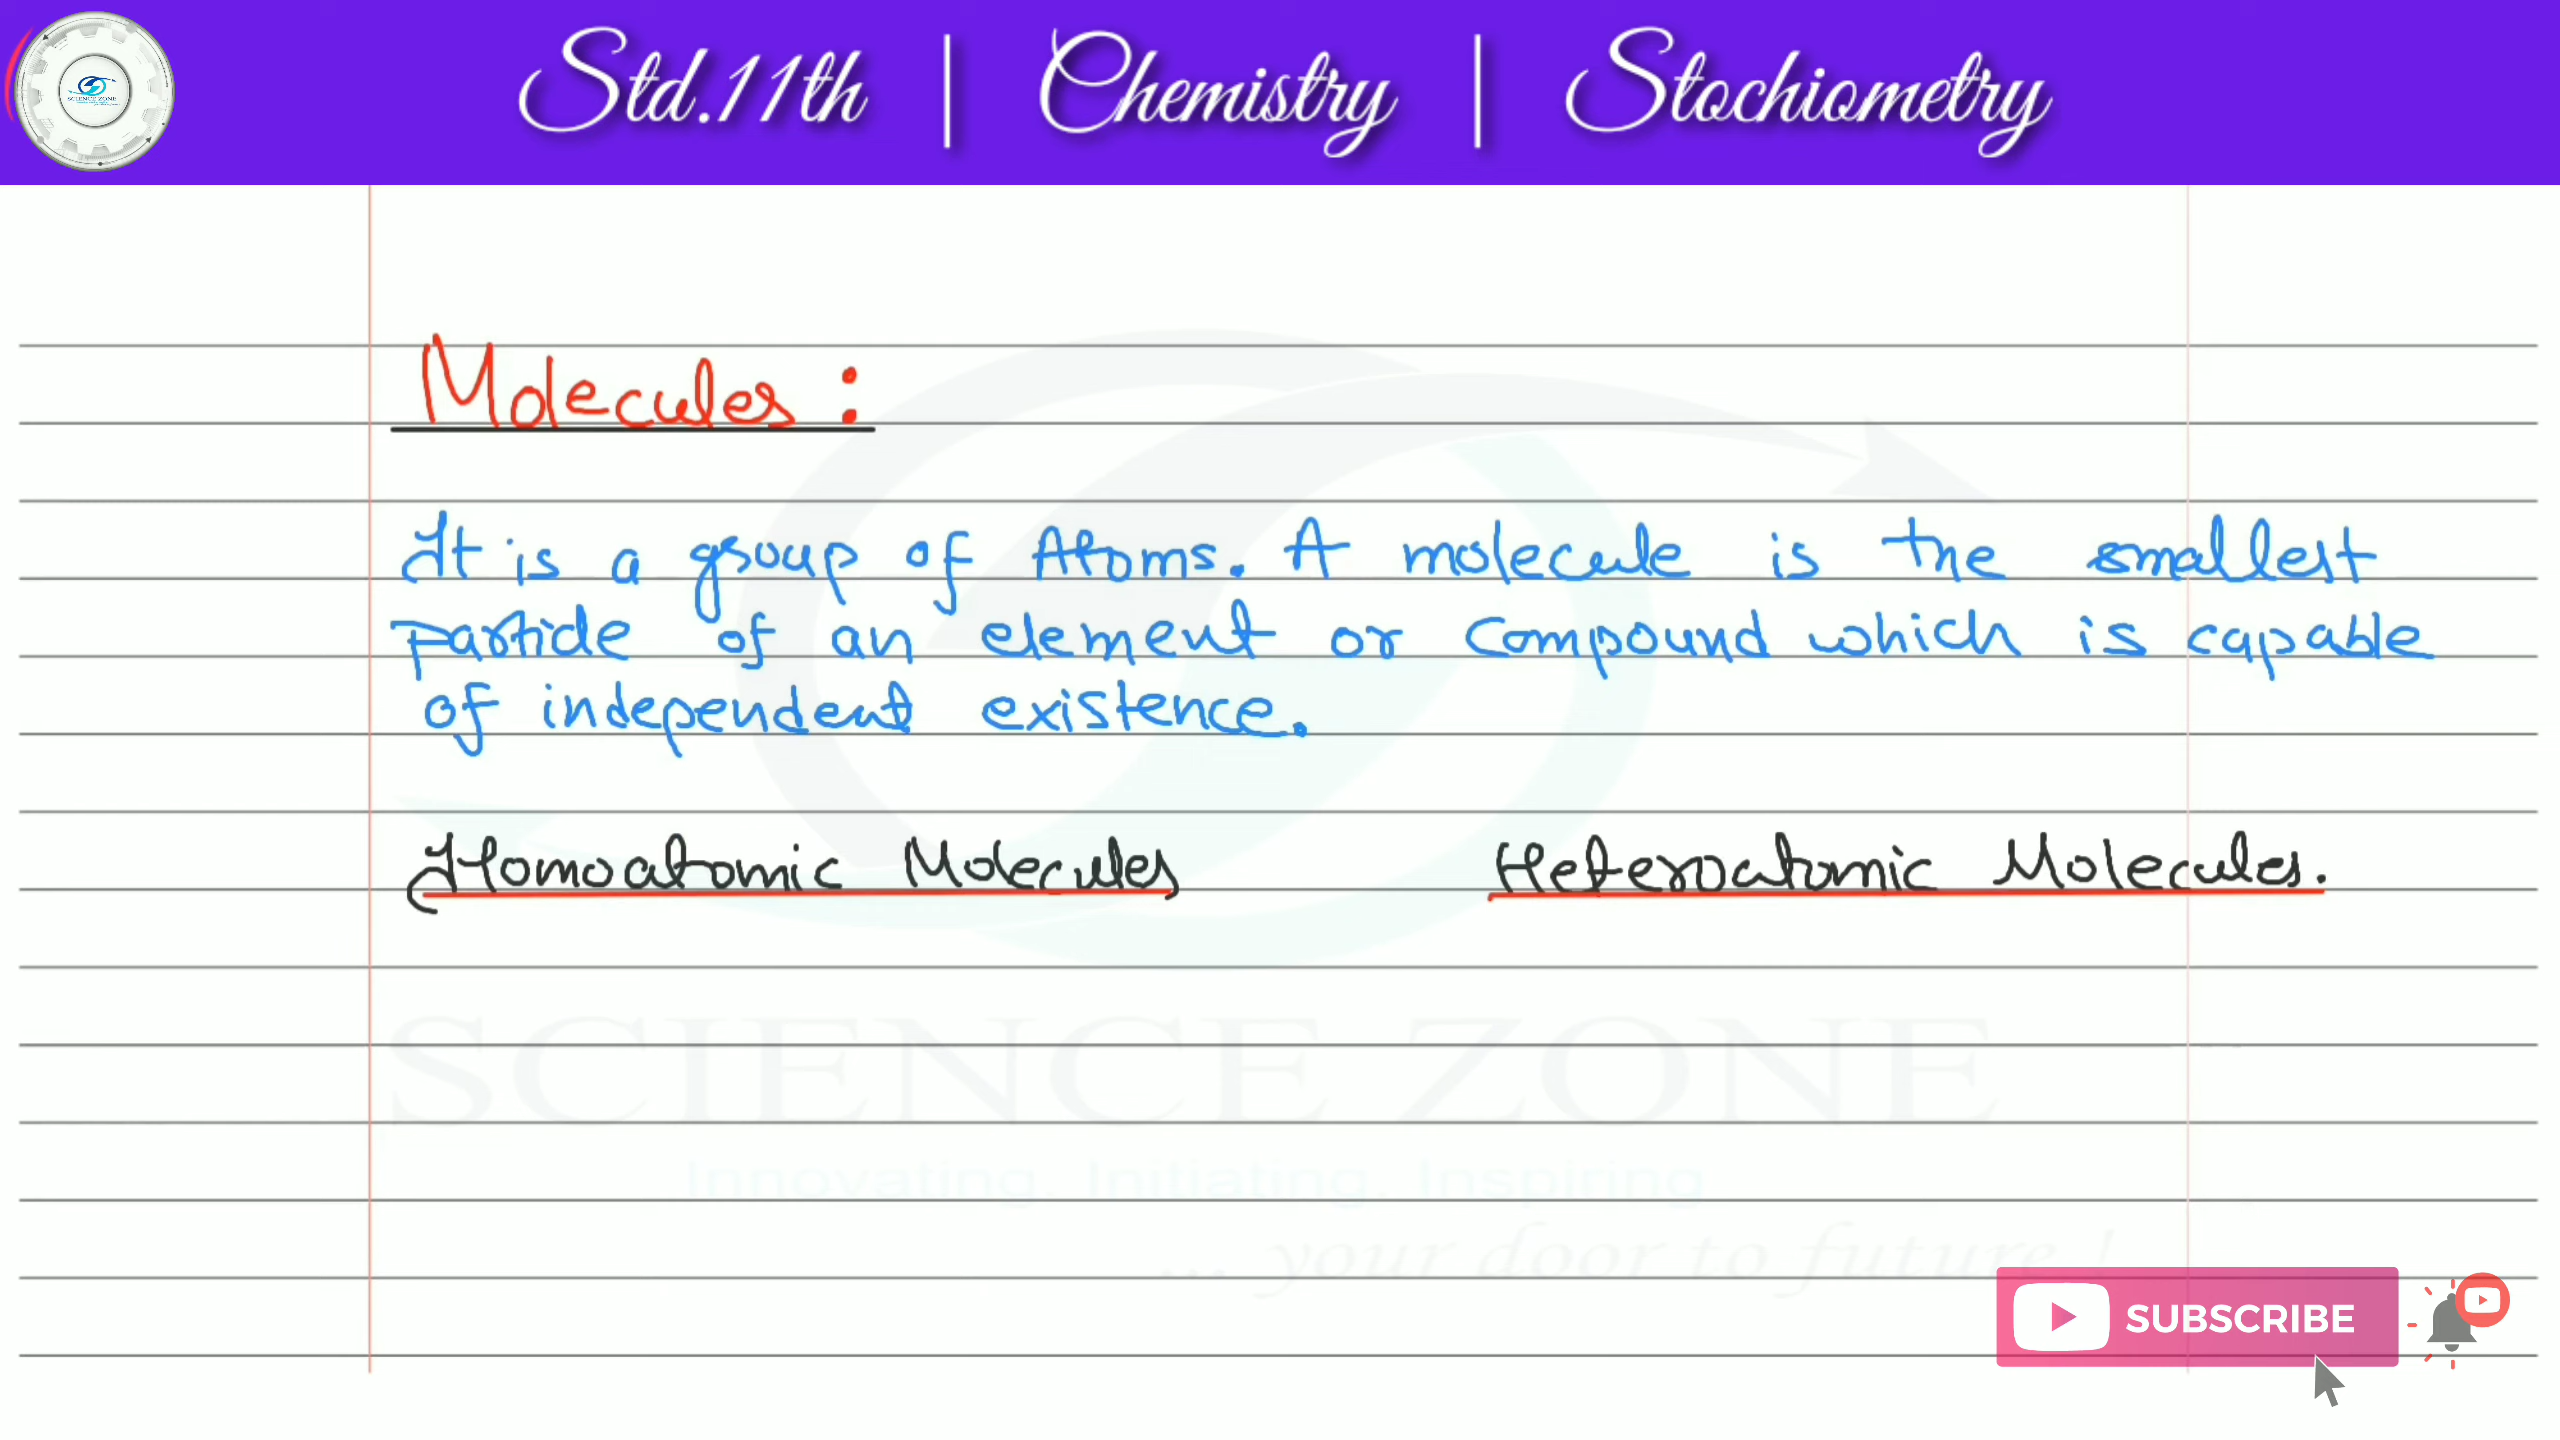 Std.11th | Chemistry | Stochiometry
SCIENCE ZONE
Molecules :
It is a group of Atoms. A molecule is the smallest
particle of an element or compound which is capable
of independent existence.
Homoatomic Molecules
Heteroatomic Molecules.
SCIENCE ZONE
Innovating, Initiating, Inspiring
... your door to future !
SUBSCRIBE